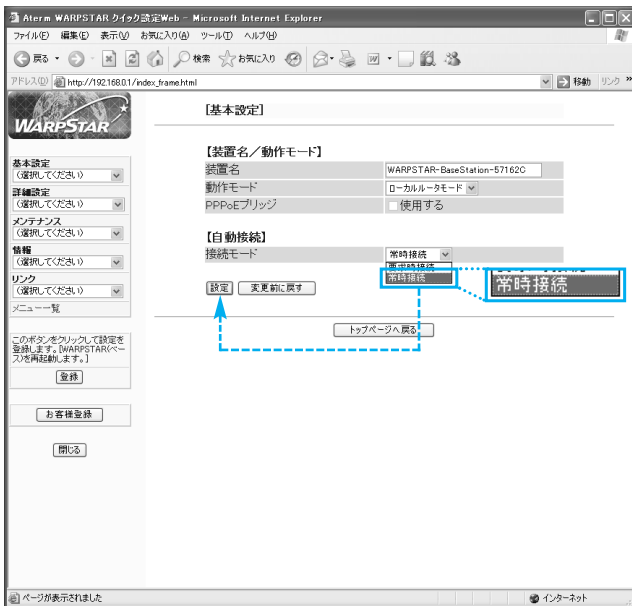 Aterm WARPSTAR クイック設定Web - Microsoft Internet Explorer
ファイル(F) 編集(E) 表示(V) お気に入り(A) ツール(T) ヘルプ(H)
戻る 検索 お気に入り
アドレス(D) http://192.168.0.1/index_frame.html 移動 リンク »
WARPSTAR
[基本設定]
【装置名／動作モード】
装置名 WARPSTAR-BaseStation-57162C
動作モード ローカルルータモード
PPPoEブリッジ 使用する
【自動接続】
接続モード 常時接続
要求時接続
常時接続
常時接続
設定 変更前に戻す
トップページへ戻る
基本設定
(選択してください)
詳細設定
(選択してください)
メンテナンス
(選択してください)
情報
(選択してください)
リンク
(選択してください)
メニュー一覧
このボタンをクリックして設定を
登録します。[WARPSTAR(ベー
ス)を再起動します。]
登録
お客様登録
閉じる
ページが表示されました インターネット